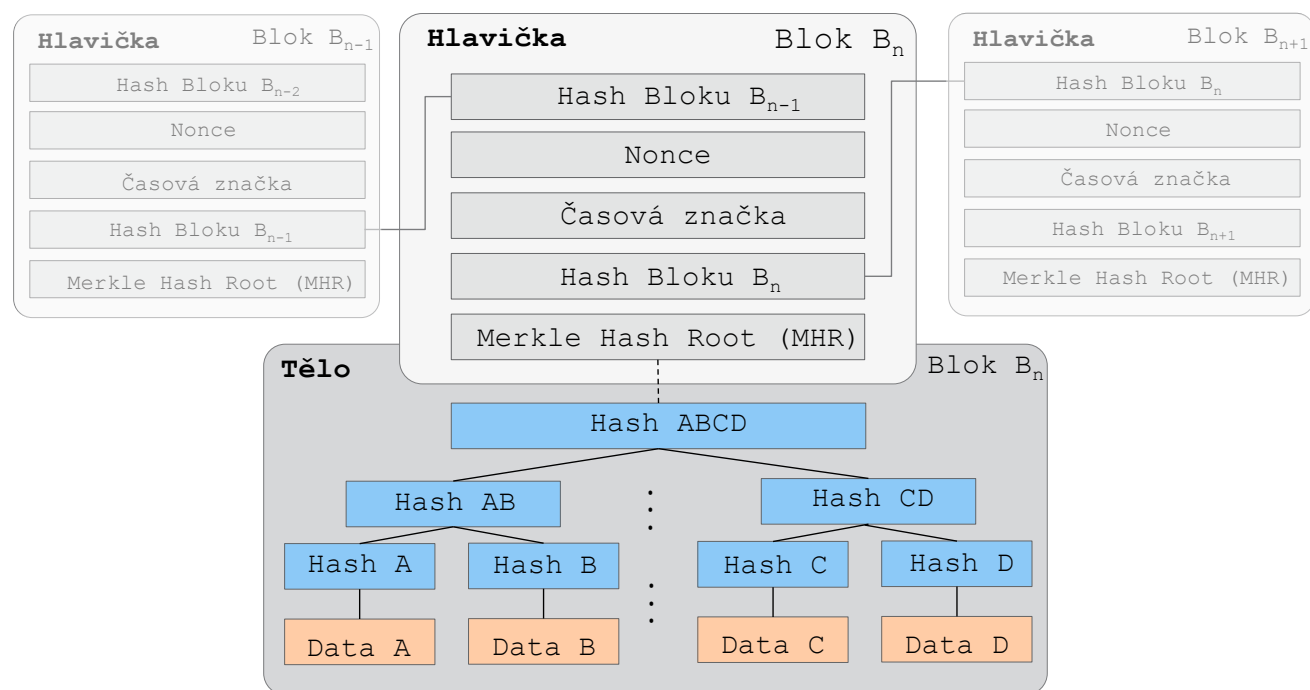 Hlavička Blok Bn-1
Hash Bloku Bn-2
Nonce
Časová značka
Hash Bloku Bn-1
Merkle Hash Root (MHR)
Hlavička Blok Bn
Hash Bloku Bn-1
Nonce
Časová značka
Hash Bloku Bn
Merkle Hash Root (MHR)
Hlavička Blok Bn+1
Hash Bloku Bn
Nonce
Časová značka
Hash Bloku Bn+1
Merkle Hash Root (MHR)
Tělo Blok Bn
Hash ABCD
Hash AB Hash CD
Hash A Hash B Hash C Hash D
Data A Data B Data C Data D